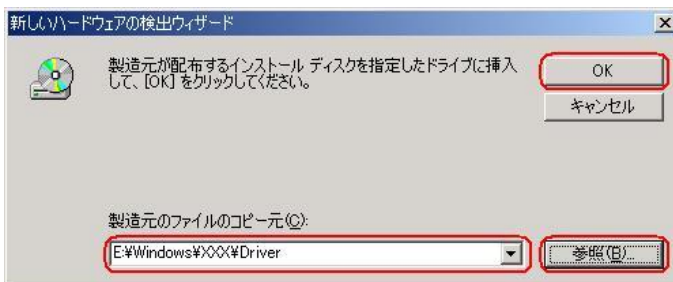 新しいハードウェアの検出ウィザード
製造元が配布するインストール ディスクを指定したドライブに挿入
して、[OK] をクリックしてください。
OK
キャンセル
製造元のファイルのコピー元(C):
E:¥Windows¥XXX¥Driver
参照(B)...